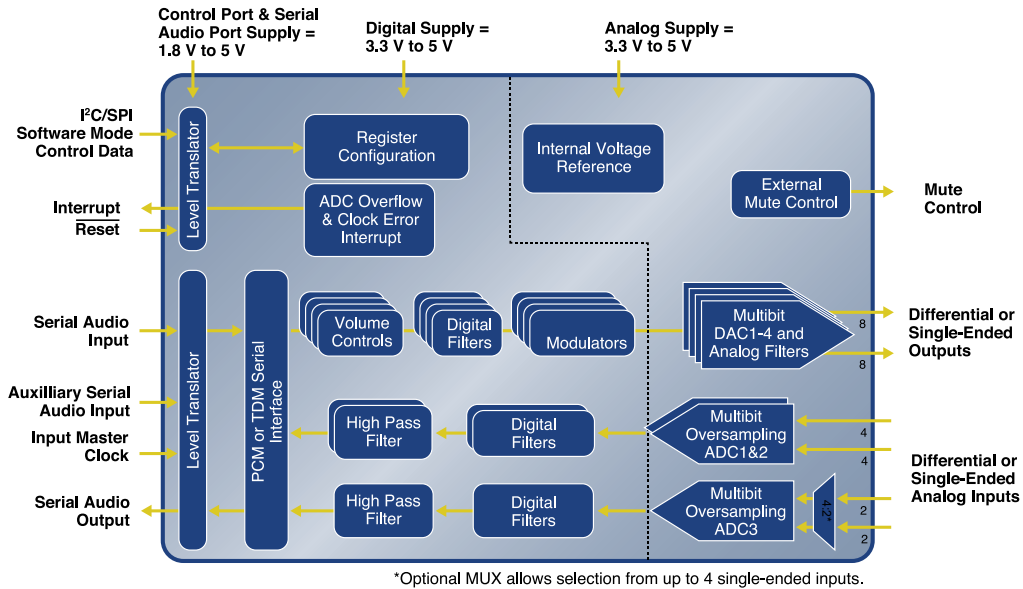 Control Port & Serial
Audio Port Supply =
1.8 V to 5 V
Digital Supply =
3.3 V to 5 V
Analog Supply =
3.3 V to 5 V
I²C/SPI
Software Mode
Control Data
Level Translator
Register
Configuration
Internal Voltage
Reference
External
Mute Control
Mute
Control
Interrupt
Reset
ADC Overflow
& Clock Error
Interrupt
Serial Audio
Input
Auxilliary Serial
Audio Input
Input Master
Clock
Serial Audio
Output
Level Translator
PCM or TDM Serial
Interface
Volume
Controls
Digital
Filters
Modulators
Multibit
DAC1-4 and
Analog Filters
8
8
Differential or
Single-Ended
Outputs
High Pass
Filter
Digital
Filters
Multibit
Oversampling
ADC1&2
4
4
High Pass
Filter
Digital
Filters
Multibit
Oversampling
ADC3
4:2*
2
2
Differential or
Single-Ended
Analog Inputs
*Optional MUX allows selection from up to 4 single-ended inputs.